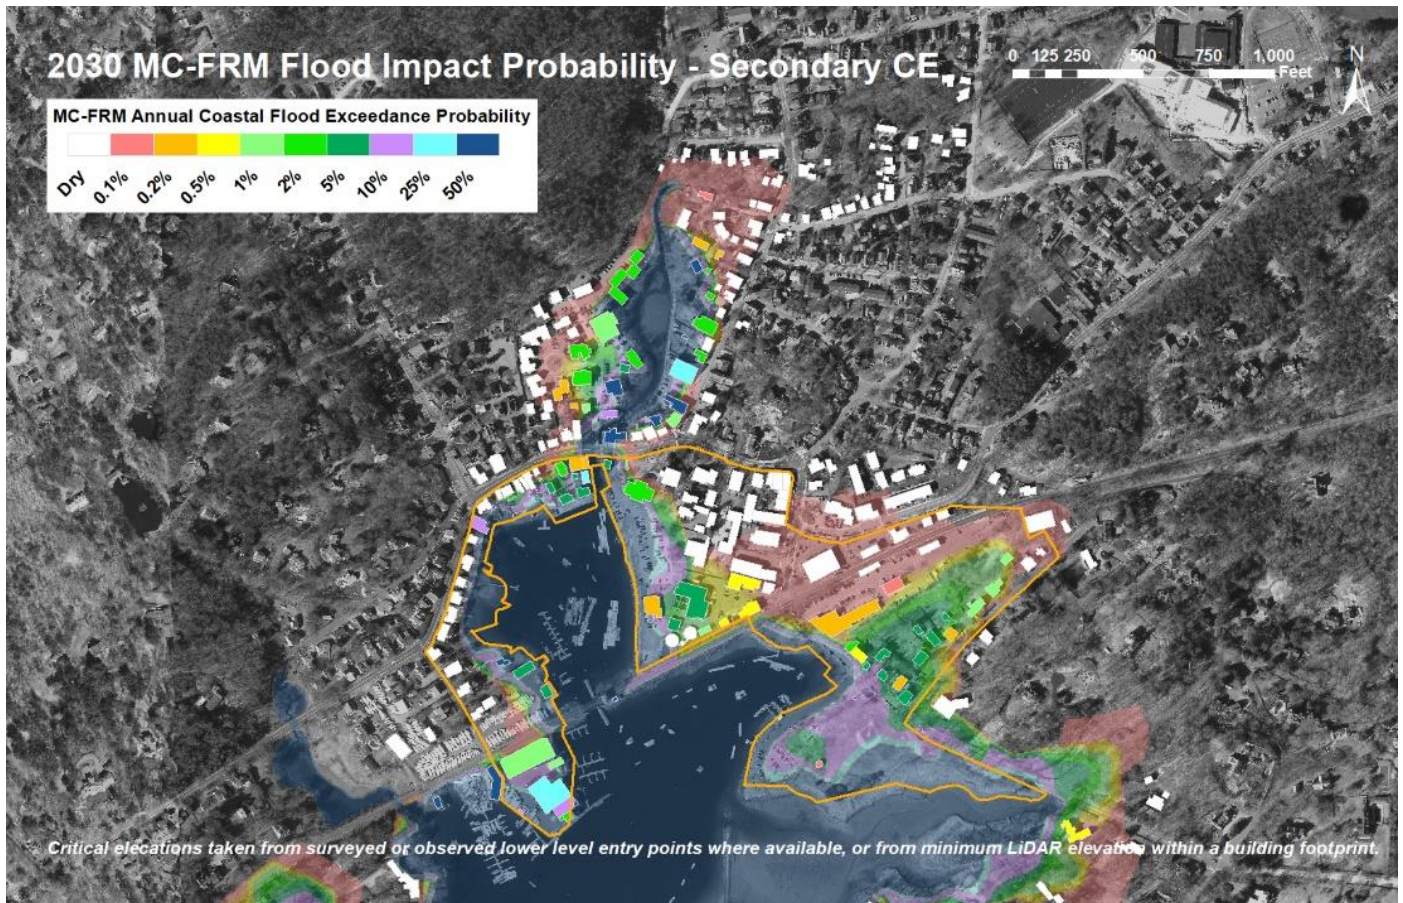 2030 MC-FRM Flood Impact Probability - Secondary CE
0 125 250 500 750 1,000
Feet
N
MC-FRM Annual Coastal Flood Exceedance Probability
Dry 0.1% 0.2% 0.5% 1% 2% 5% 10% 25% 50%
Critical elecations taken from surveyed or observed lower level entry points where available, or from minimum LiDAR elevation within a building footprint.